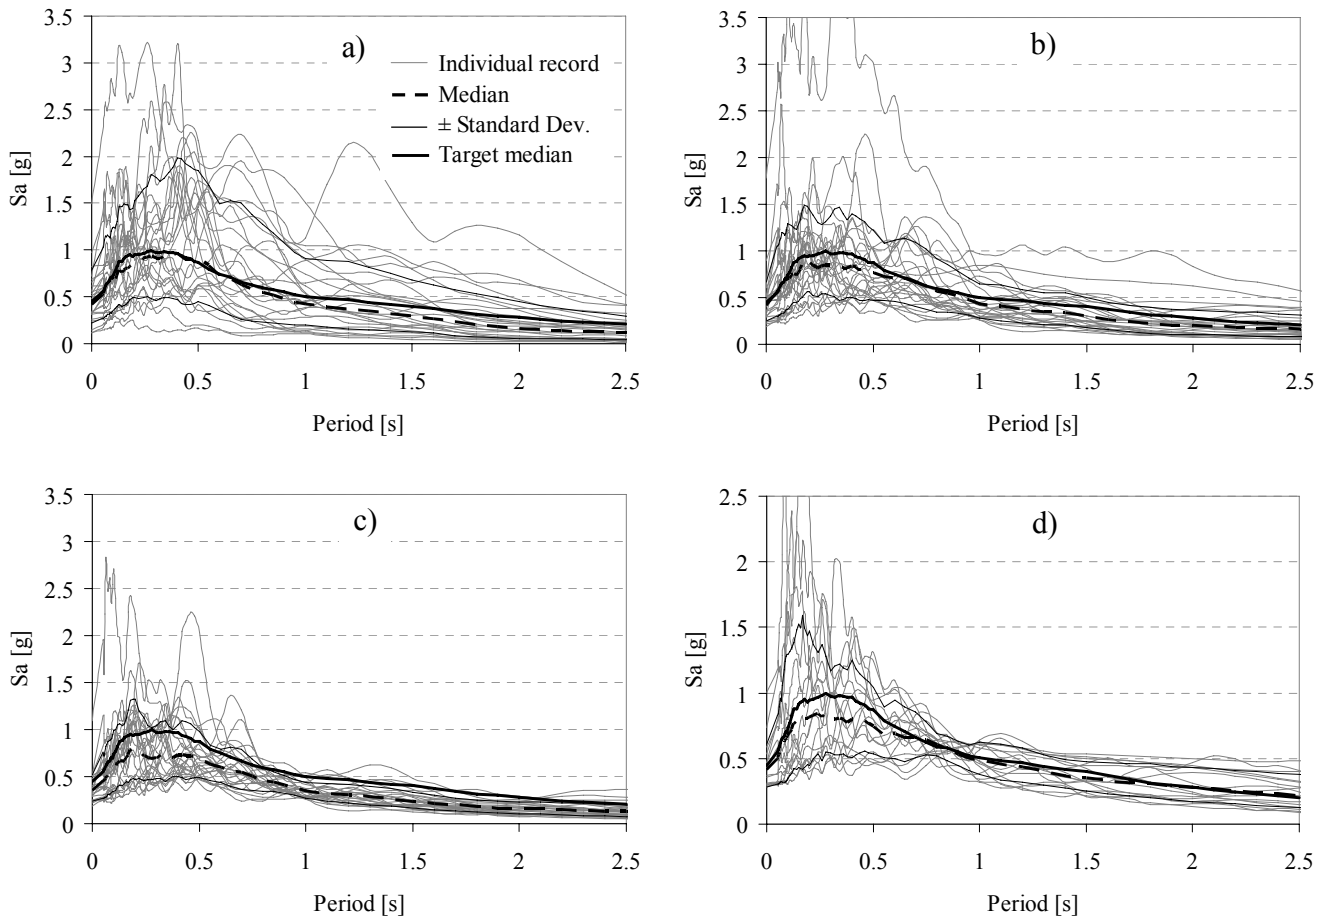 a)
Individual record
Median
± Standard Dev.
Target median
3.5
3
2.5
2
1.5
1
0.5
0
Sa [g]
0 0.5 1 1.5 2 2.5
Period [s]
b)
3.5
3
2.5
2
1.5
1
0.5
0
Sa [g]
0 0.5 1 1.5 2 2.5
Period [s]
c)
3.5
3
2.5
2
1.5
1
0.5
0
Sa [g]
0 0.5 1 1.5 2 2.5
Period [s]
d)
2.5
2
1.5
1
0.5
0
Sa [g]
0 0.5 1 1.5 2 2.5
Period [s]